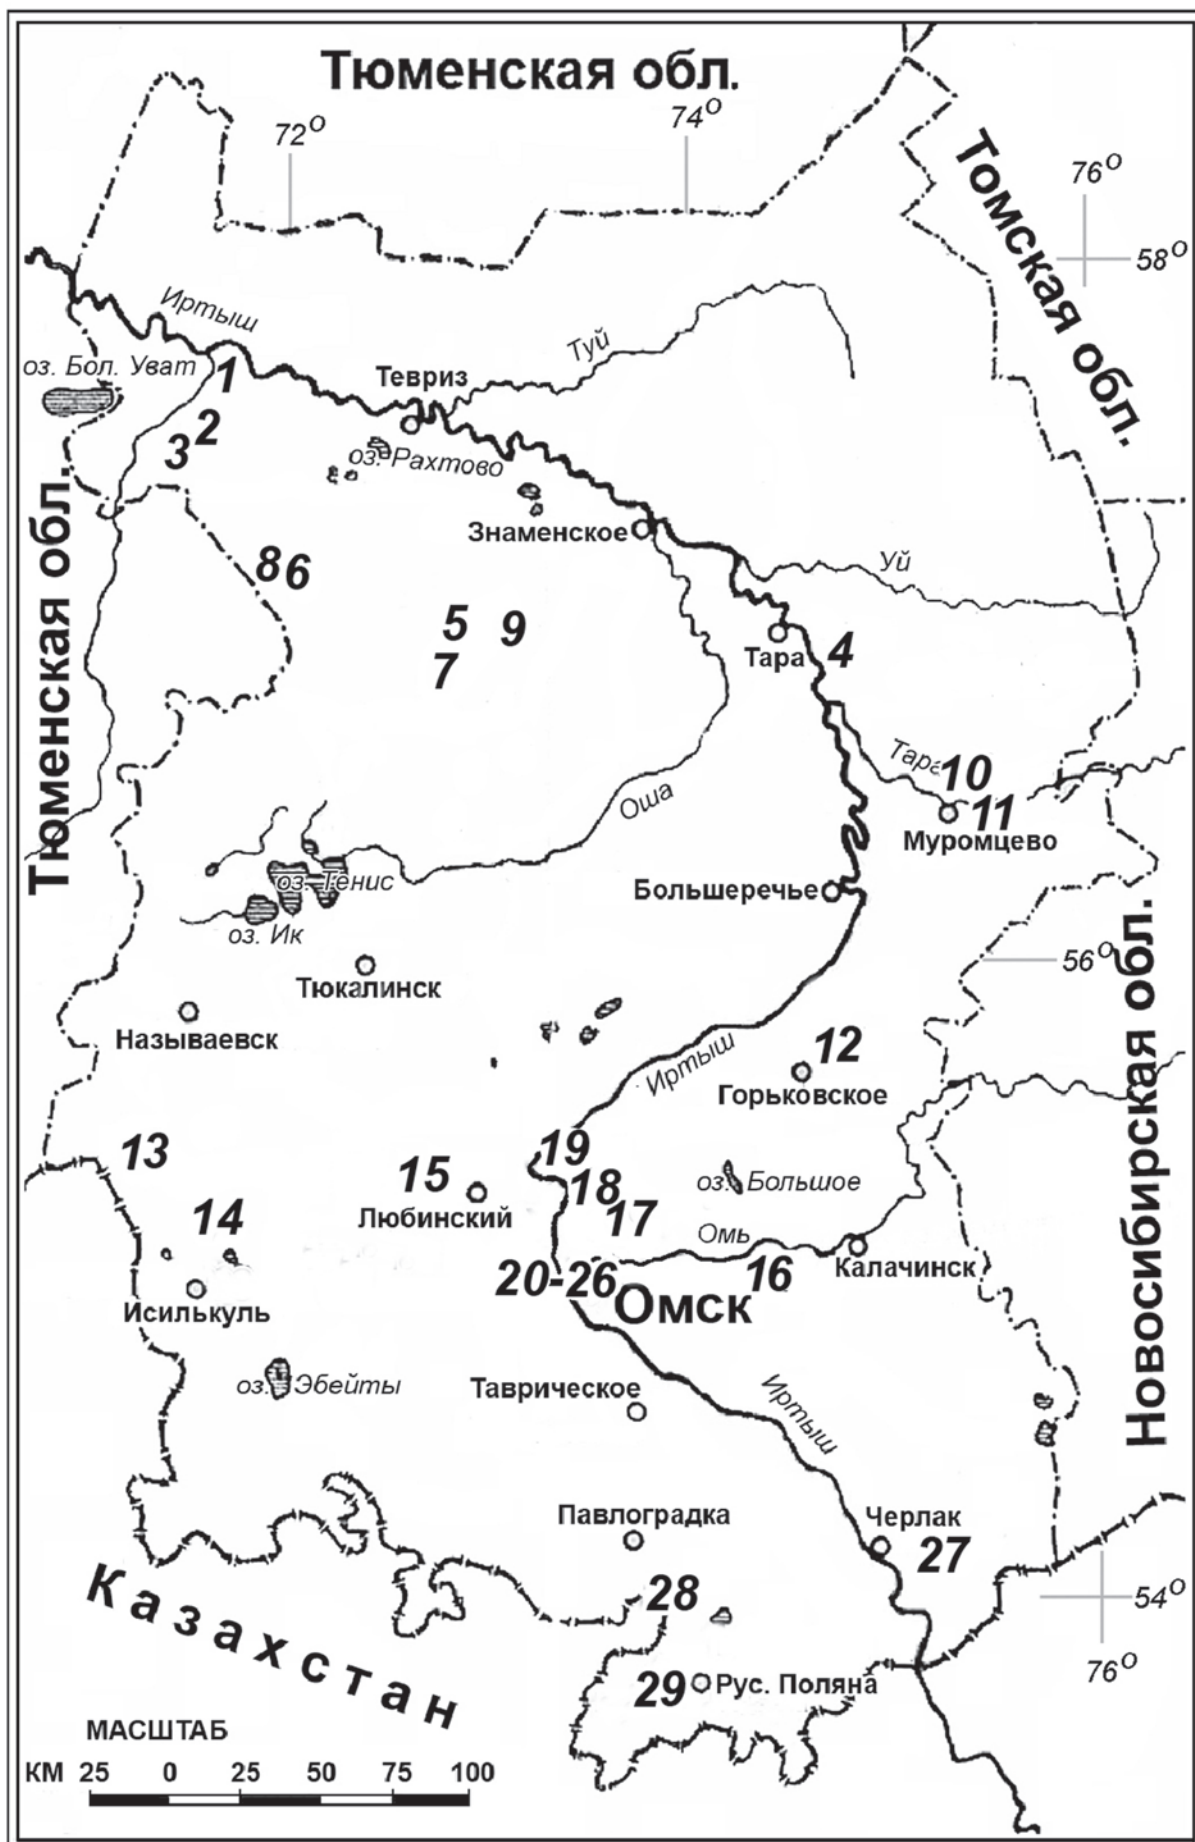 Тюменская обл.
72°
74°
Томская обл.
76°
58°
Иртыш
оз. Бол. Уват
1
Туй
Тевриз
2
3
оз. Рахтово
Тюменская обл.
Знаменское
8
6
Уй
5
9
7
Тара
4
Тара
10
11
Муромцево
Оша
Большеречье
оз. Тенис
оз. Ик
Тюкалинск
56°
Называевск
Иртыш
12
Горьковское
Новосибирская обл.
13
19
15
18
оз. Большое
14
Любинский
17
Омь
20-26
16
Калачинск
Исилькуль
Омск
оз. Эбейты
Таврическое
Иртыш
Павлоградка
Черлак
27
Казахстан
28
54°
76°
29
Рус. Поляна
МАСШТАБ
КМ 25 0 25 50 75 100